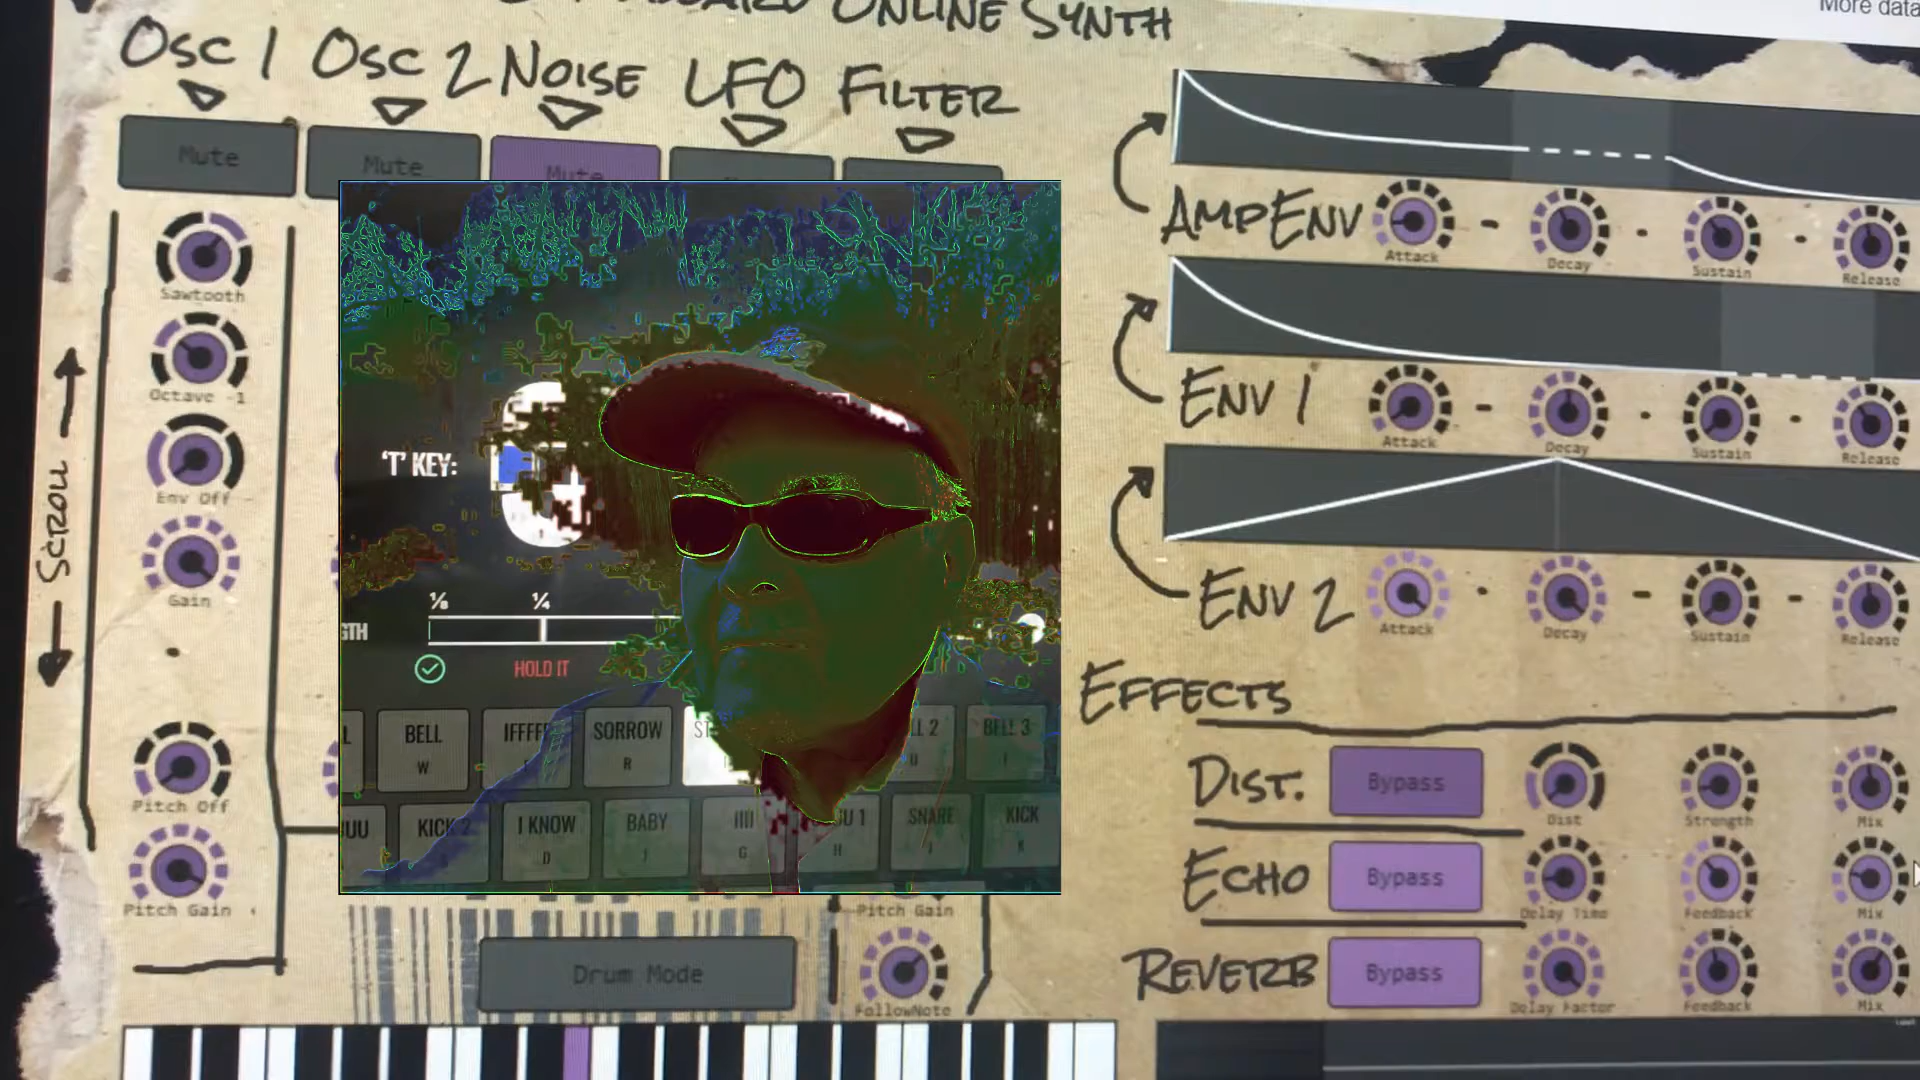 ONLINE SYNTH
More data
OSC 1 OSC 2 NOISE LFO FILTER
Mute Mute Mute
AMPENV
Attack Decay Sustain Release
Sawtooth
Octave -1
ENV 1
Attack Decay Sustain Release
'T' KEY:
Env Off
SCROLL
Gain
ENV 2
Attack Decay Sustain Release
⅛ ¼
GTH
HOLD IT
EFFECTS
BELL SORROW BELL 3
W R I
DIST. Bypass
Dist Strength Mix
Pitch Off
KICK 2 I KNOW BABY U 1 SNARE KICK
D G H J K
ECHO Bypass
Delay Time Feedback Mix
Pitch Gain Pitch Gain
Drum Mode
FollowNote
REVERB Bypass
Delay Factor Feedback Mix